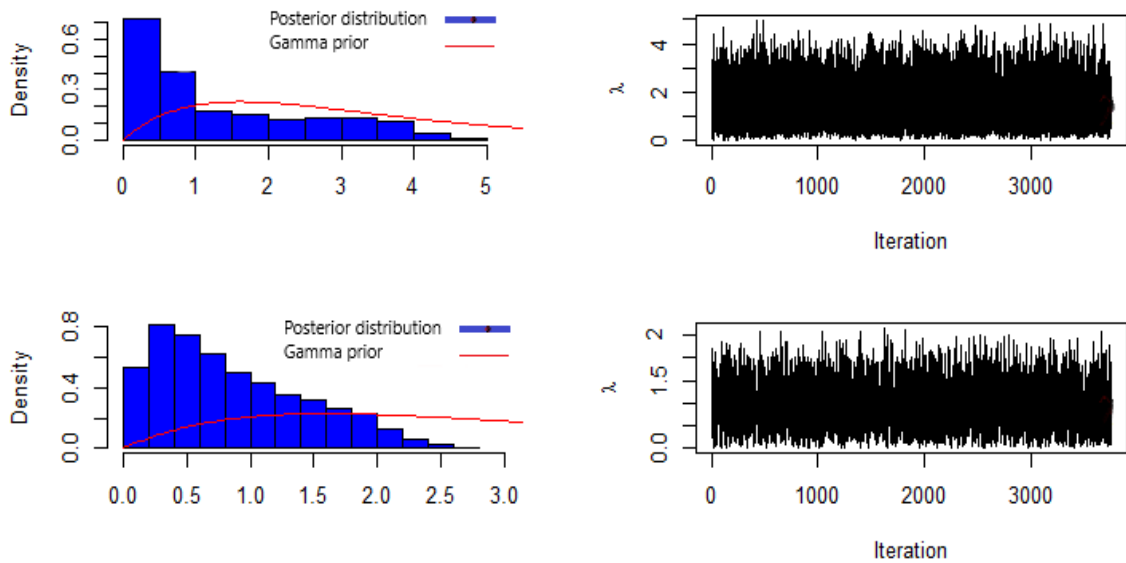 Posterior distribution
Gamma prior
Density
0.0 0.3 0.6
0 1 2 3 4 5
λ
0 2 4
0 1000 2000 3000
Iteration
Posterior distribution
Gamma prior
Density
0.0 0.4 0.8
0.0 0.5 1.0 1.5 2.0 2.5 3.0
λ
0.0 1.5 2
0 1000 2000 3000
Iteration